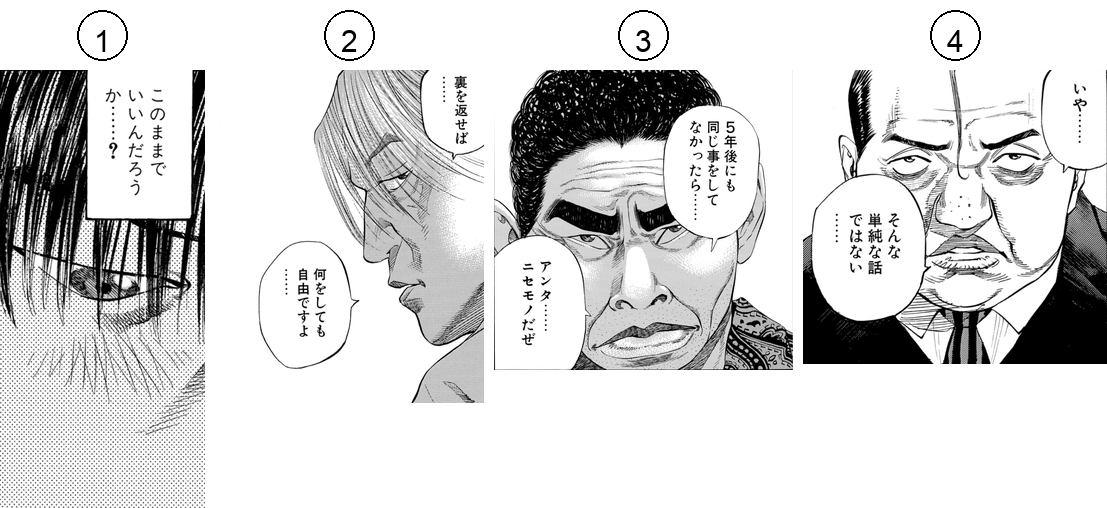 1
このままで
いいんだろう
か………?
2
裏を返せば
……
何をしても
自由ですよ
……
3
5年後にも
同じ事をして
なかったら……
アンタ……
ニセモノだぜ
4
いや………
そんな
単純な話
ではない
……